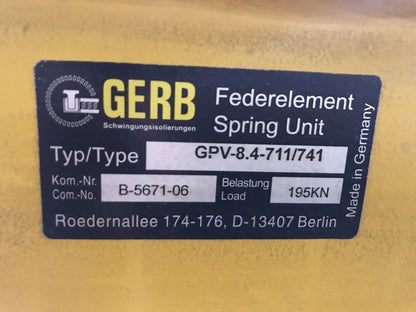 GERB
Schwingungsisolierungen
Federelement
Spring Unit
Typ/Type GPV-8.4-711/741
Kom.-Nr. B-5671-06 Belastung 195KN
Com.-No. Load
Roedernallee 174-176, D-13407 Berlin
Made in Germany